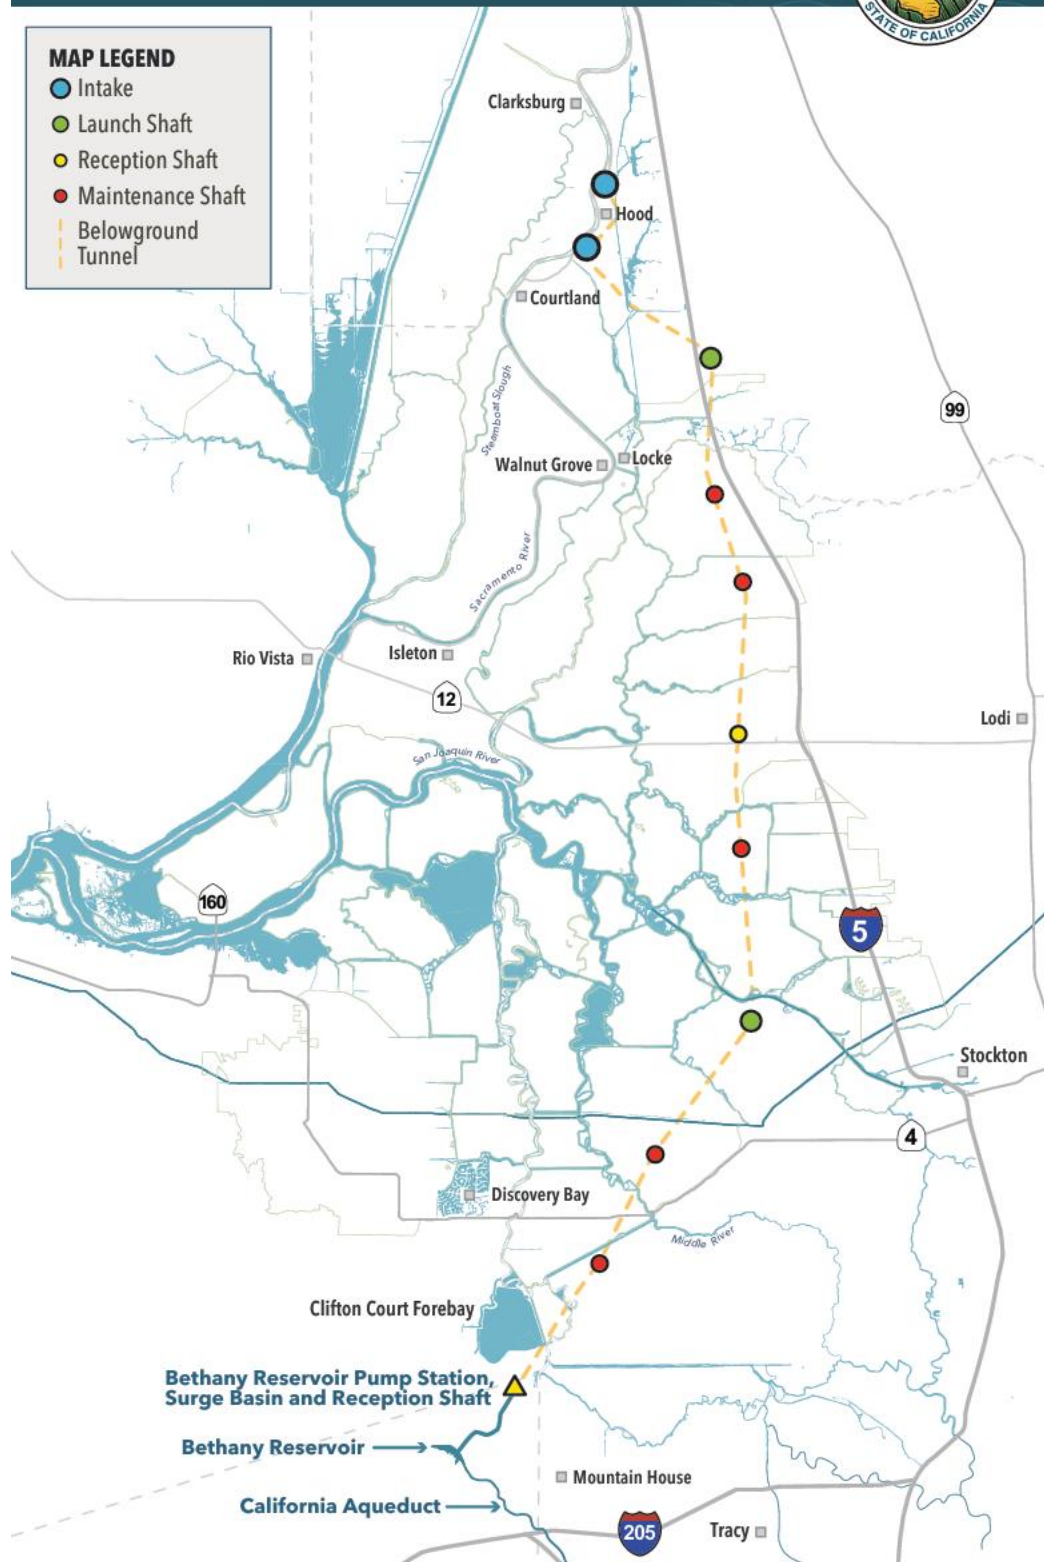 STATE OF CALIFORNIA
MAP LEGEND
Intake
Launch Shaft
Reception Shaft
Maintenance Shaft
Belowground
Tunnel
Clarksburg
Hood
Courtland
Steamboat Slough
99
Walnut Grove
Locke
Sacramento River
Rio Vista
Isleton
12
Lodi
San Joaquin River
160
5
Stockton
4
Discovery Bay
Middle River
Clifton Court Forebay
Bethany Reservoir Pump Station,
Surge Basin and Reception Shaft
Bethany Reservoir
Mountain House
California Aqueduct
205
Tracy